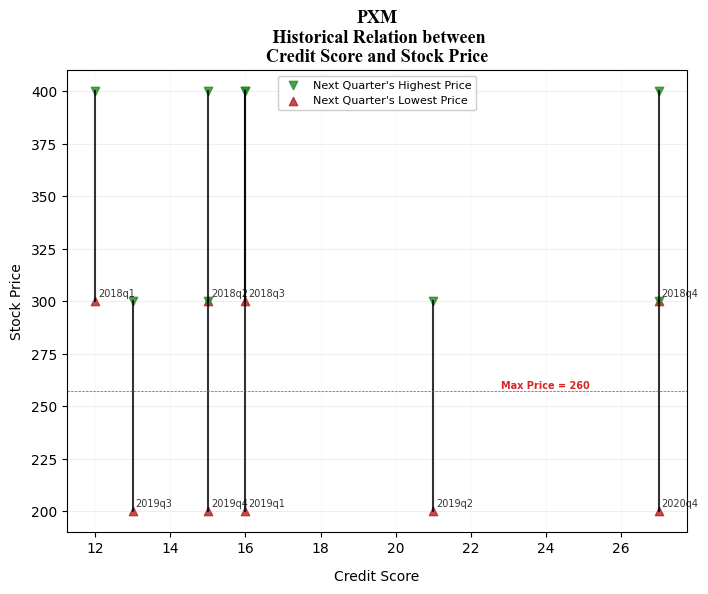 PXM
Historical Relation between
Credit Score and Stock Price
Next Quarter's Highest Price
Next Quarter's Lowest Price
Stock Price
400
375
350
325
300
275
250
225
200
2018q1
2018q2
2018q3
2018q4
Max Price = 260
2019q3
2019q4
2019q1
2019q2
2020q4
12
14
16
18
20
22
24
26
Credit Score